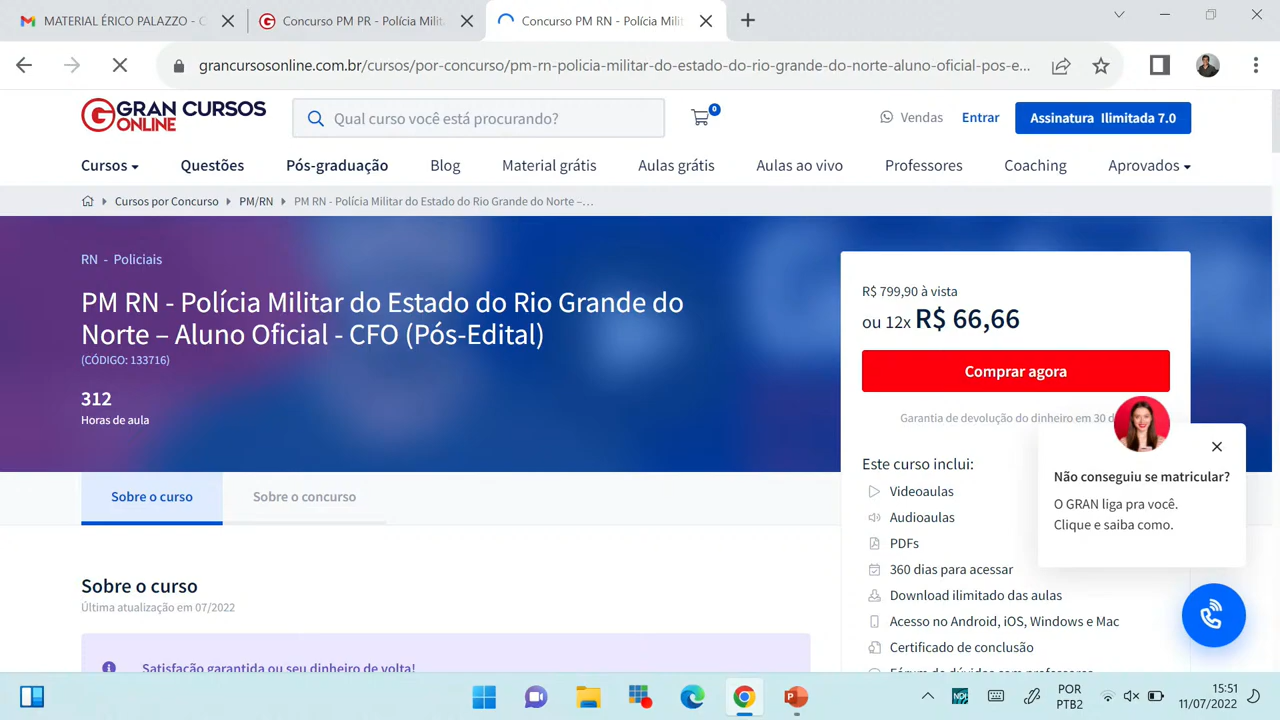 MATERIAL ÉRICO PALAZZO - C
Concurso PM PR - Polícia Milit
Concurso PM RN - Polícia Milit
grancursosonline.com.br/cursos/por-concurso/pm-rn-policia-militar-do-estado-do-rio-grande-do-norte-aluno-oficial-pos-e...
GRAN CURSOS
ONLINE
Qual curso você está procurando?
0
Vendas
Entrar
Assinatura Ilimitada 7.0
Cursos
Questões
Pós-graduação
Blog
Material grátis
Aulas grátis
Aulas ao vivo
Professores
Coaching
Aprovados
Cursos por Concurso
PM/RN
PM RN - Polícia Militar do Estado do Rio Grande do Norte –...
RN - Policiais
PM RN - Polícia Militar do Estado do Rio Grande do
Norte – Aluno Oficial - CFO (Pós-Edital)
(CÓDIGO: 133716)
312
Horas de aula
R$ 799,90 à vista
ou 12x R$ 66,66
Comprar agora
Garantia de devolução do dinheiro em 30 d
Este curso inclui:
Videoaulas
Audioaulas
PDFs
360 dias para acessar
Download ilimitado das aulas
Acesso no Android, iOS, Windows e Mac
Certificado de conclusão
Fórum de dúvidas com professores
Não conseguiu se matricular?
O GRAN liga pra você.
Clique e saiba como.
Sobre o curso
Sobre o concurso
Sobre o curso
Última atualização em 07/2022
Satisfação garantida ou seu dinheiro de volta!
POR
PTB2
15:51
11/07/2022